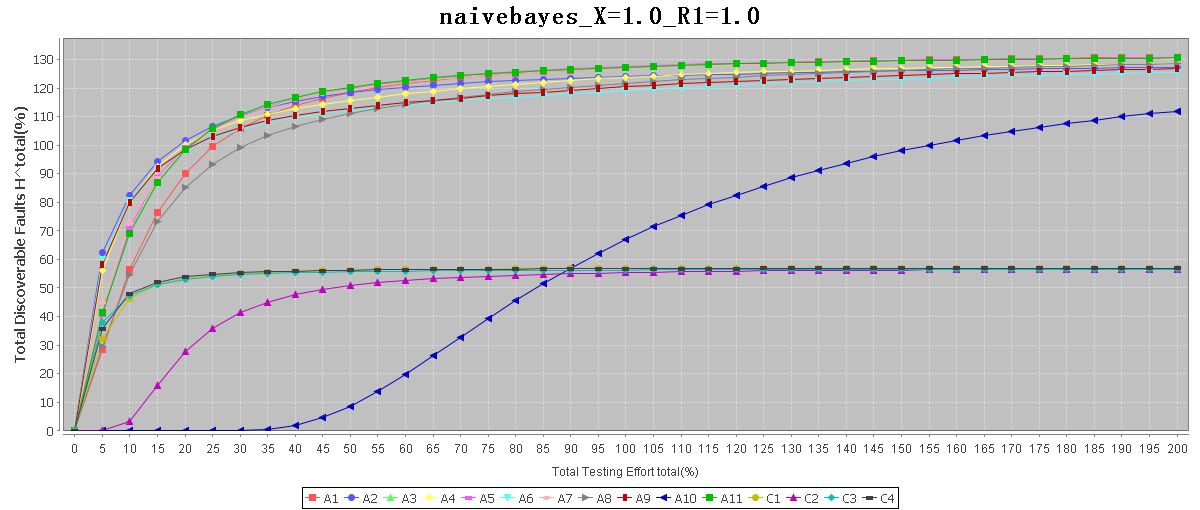 naivebayes_X=1.0_R1=1.0
Total Discoverable Faults H^total(%)
130
120
110
100
90
80
70
60
50
40
30
20
10
0
0 5 10 15 20 25 30 35 40 45 50 55 60 65 70 75 80 85 90 95 100 105 110 115 120 125 130 135 140 145 150 155 160 165 170 175 180 185 190 195 200
Total Testing Effort total(%)
A1 A2 A3 A4 A5 A6 A7 A8 A9 A10 A11 C1 C2 C3 C4